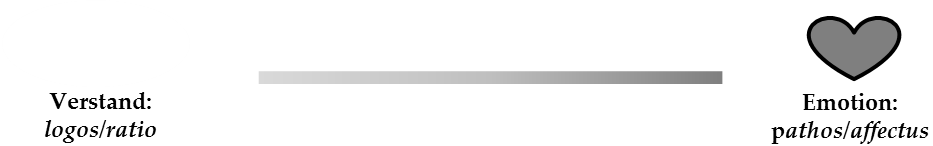 Verstand:
logos/ratio
Emotion:
pathos/affectus